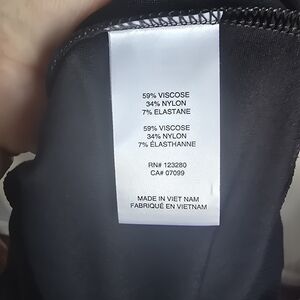 59% VISCOSE
34% NYLON
7% ELASTANE
59% VISCOSE
34% NYLON
7% ÉLASTHANNE
RN# 123280
CA# 07099
MADE IN VIET NAM
FABRIQUÉ EN VIETNAM